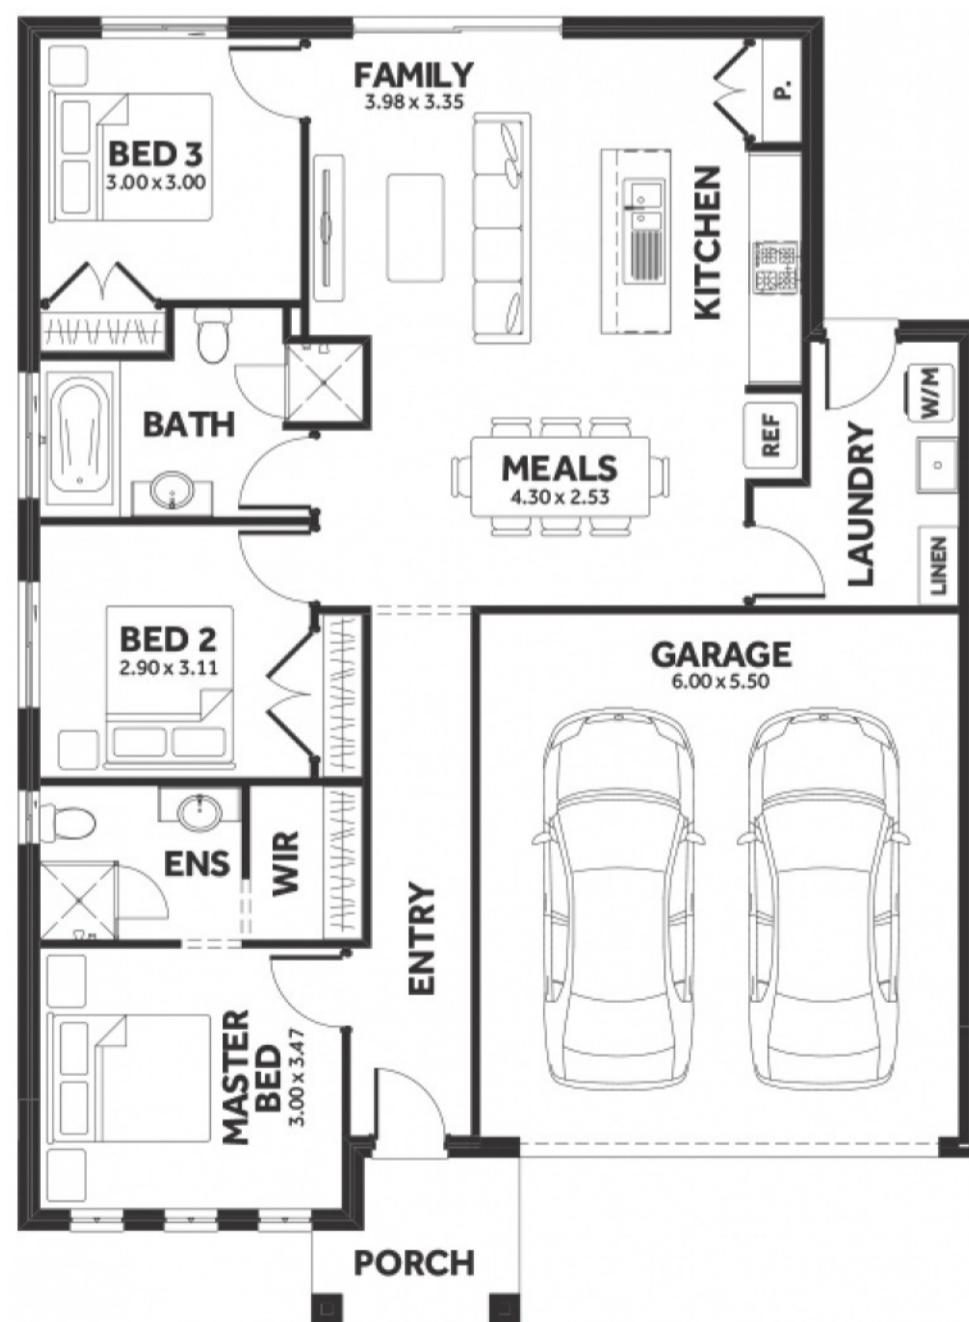 FAMILY
3.98 x 3.35
P.
BED 3
3.00 x 3.00
KITCHEN
W/M
BATH
REF
MEALS
4.30 x 2.53
LAUNDRY
LINEN
BED 2
2.90 x 3.11
GARAGE
6.00 x 5.50
ENS
WIR
ENTRY
MASTER
BED
3.00 x 3.47
PORCH